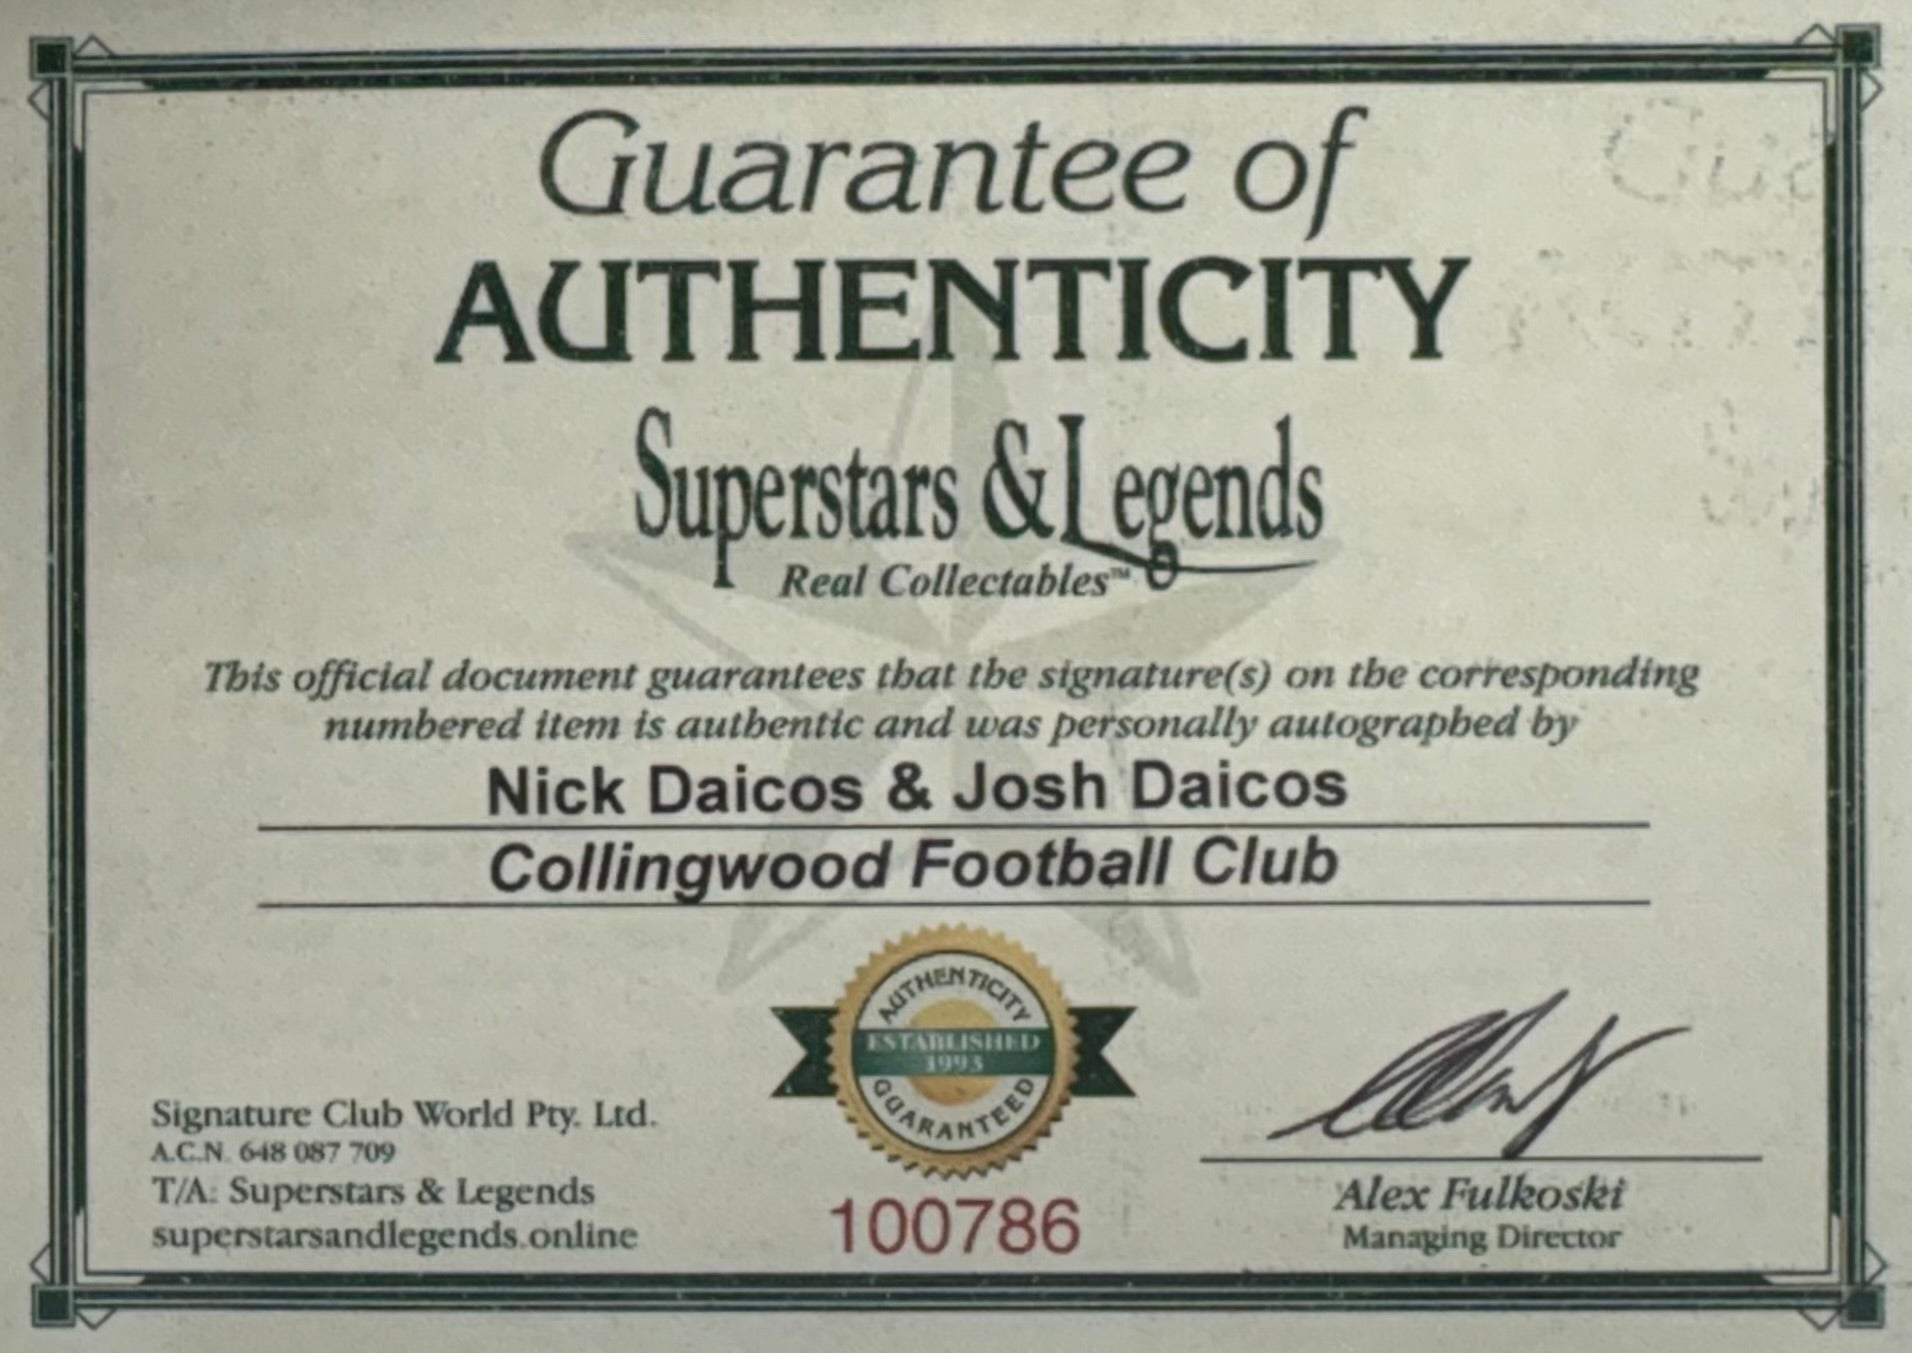 Guarantee of
AUTHENTICITY
Superstars & Legends
Real Collectables™
This official document guarantees that the signature(s) on the corresponding
numbered item is authentic and was personally autographed by
Nick Daicos & Josh Daicos
Collingwood Football Club
AUTHENTICITY
ESTABLISHED
1993
GUARANTEED
Signature Club World Pty. Ltd.
A.C.N. 648 087 709
T/A: Superstars & Legends
superstarsandlegends.online
100786
Alex Fulkoski
Managing Director